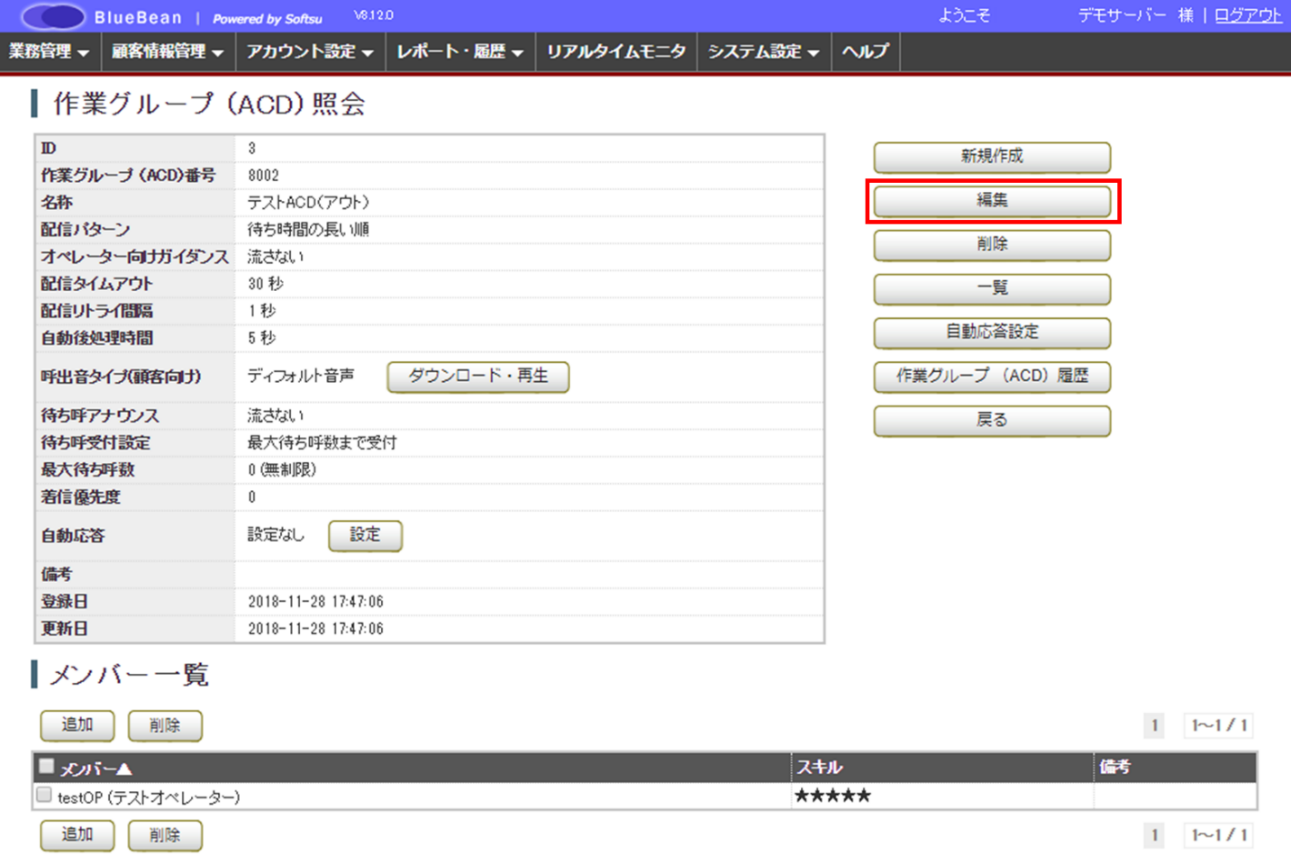 BlueBean | Powered by Softsu V3.12.0 ようこそ デモサーバー 様 | ログアウト
業務管理 ▼ 顧客情報管理 ▼ アカウント設定 ▼ レポート・履歴 ▼ リアルタイムモニタ システム設定 ▼ ヘルプ
作業グループ (ACD) 照会
ID 3
作業グループ (ACD)番号 8002
名称 テストACD(アウト)
配信パターン 待ち時間の長い順
オペレーター向けガイダンス 流さない
配信タイムアウト 30 秒
配信リトライ間隔 1 秒
自動後処理時間 5 秒
呼出音タイプ(顧客向け) ディフォルト音声 ダウンロード・再生
待ち呼アナウンス 流さない
待ち呼受付設定 最大待ち呼数まで受付
最大待ち呼数 0 (無制限)
着信優先度 0
自動応答 設定なし 設定
備考
登録日 2018-11-28 17:47:06
更新日 2018-11-28 17:47:06
新規作成
編集
削除
一覧
自動応答設定
作業グループ (ACD) 履歴
戻る
メンバー一覧
追加 削除 1 1～1 / 1
メンバー▲ スキル 備考
testOP (テストオペレーター) ★★★★★
追加 削除 1 1～1 / 1